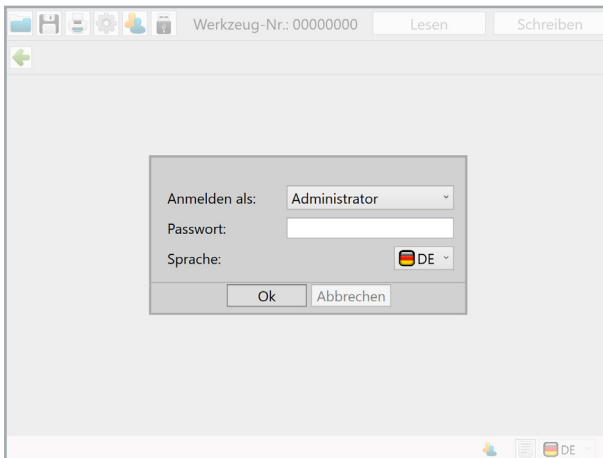 Werkzeug-Nr.: 00000000 Lesen Schreiben
Anmelden als: Administrator
Passwort:
Sprache: DE
Ok Abbrechen
DE